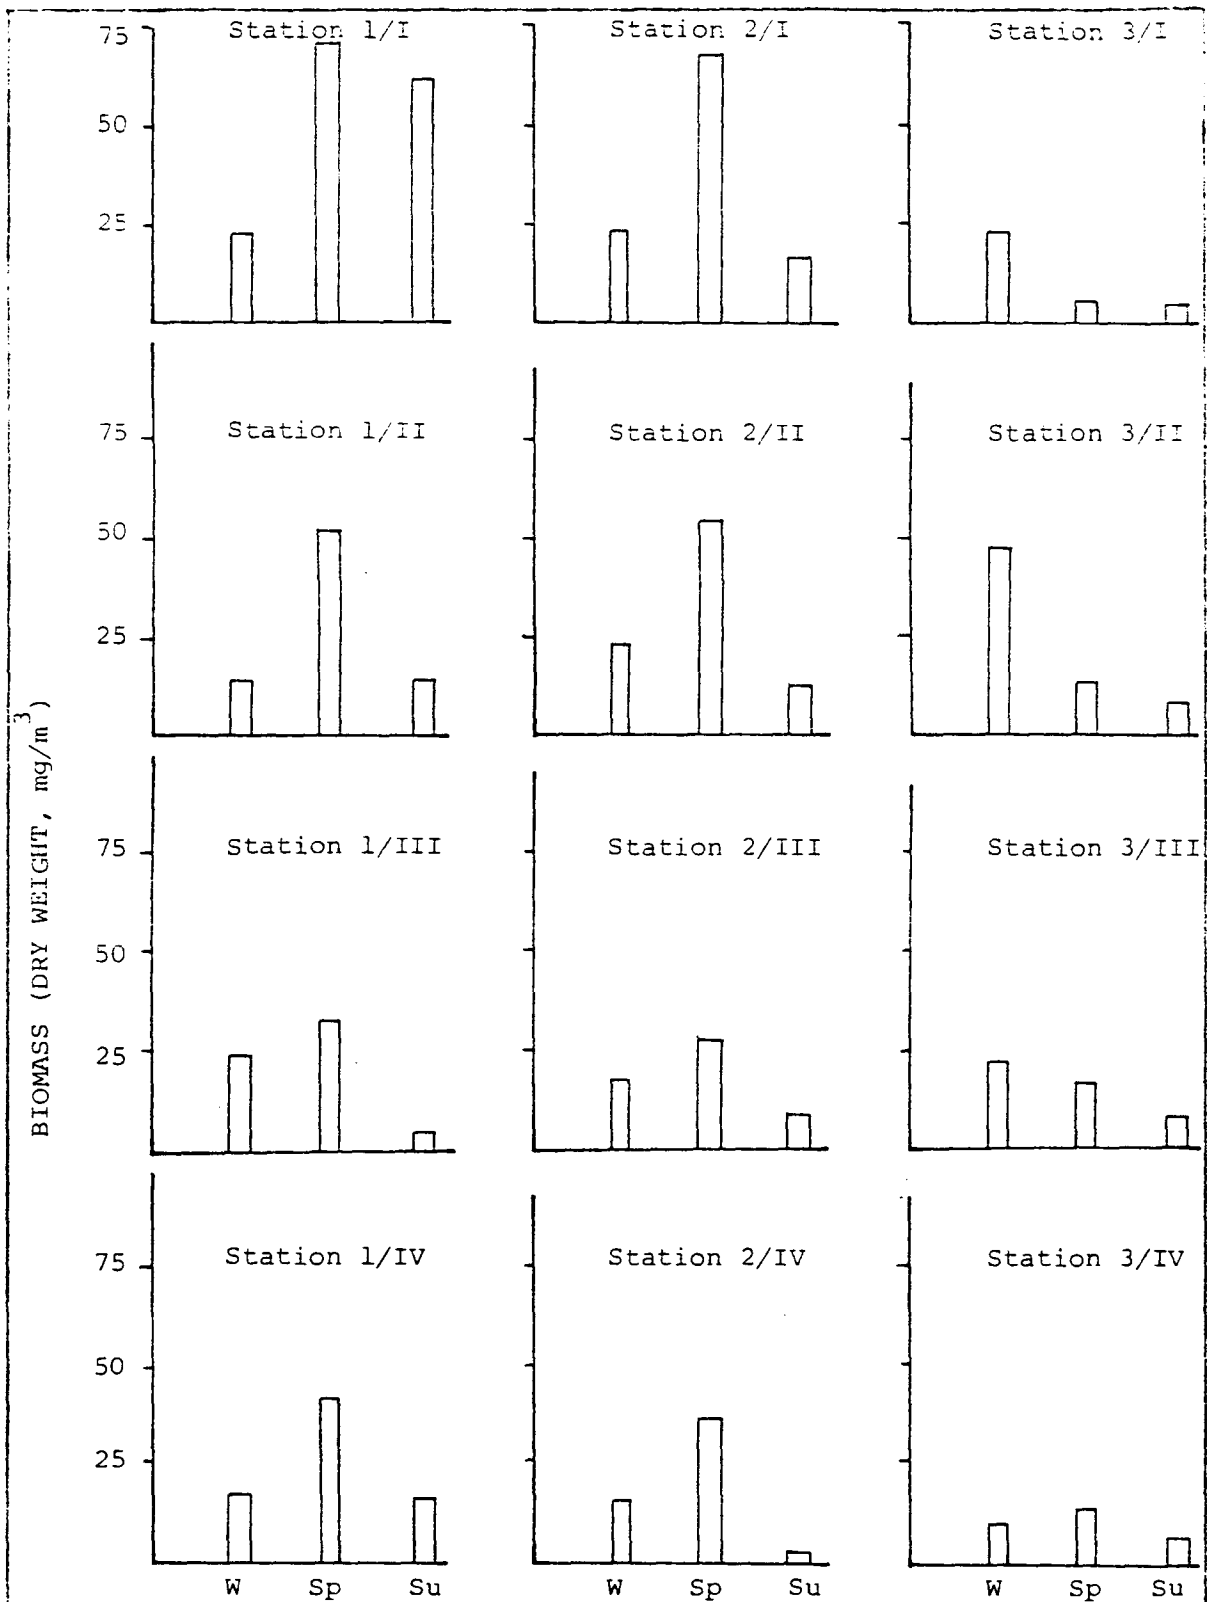 Station 1/I Station 2/I Station 3/I
75
50
25
Station 1/II Station 2/II Station 3/II
75
50
25
BIOMASS (DRY WEIGHT, mg/m³)
Station 1/III Station 2/III Station 3/III
75
50
25
Station 1/IV Station 2/IV Station 3/IV
75
50
25
W Sp Su W Sp Su W Sp Su